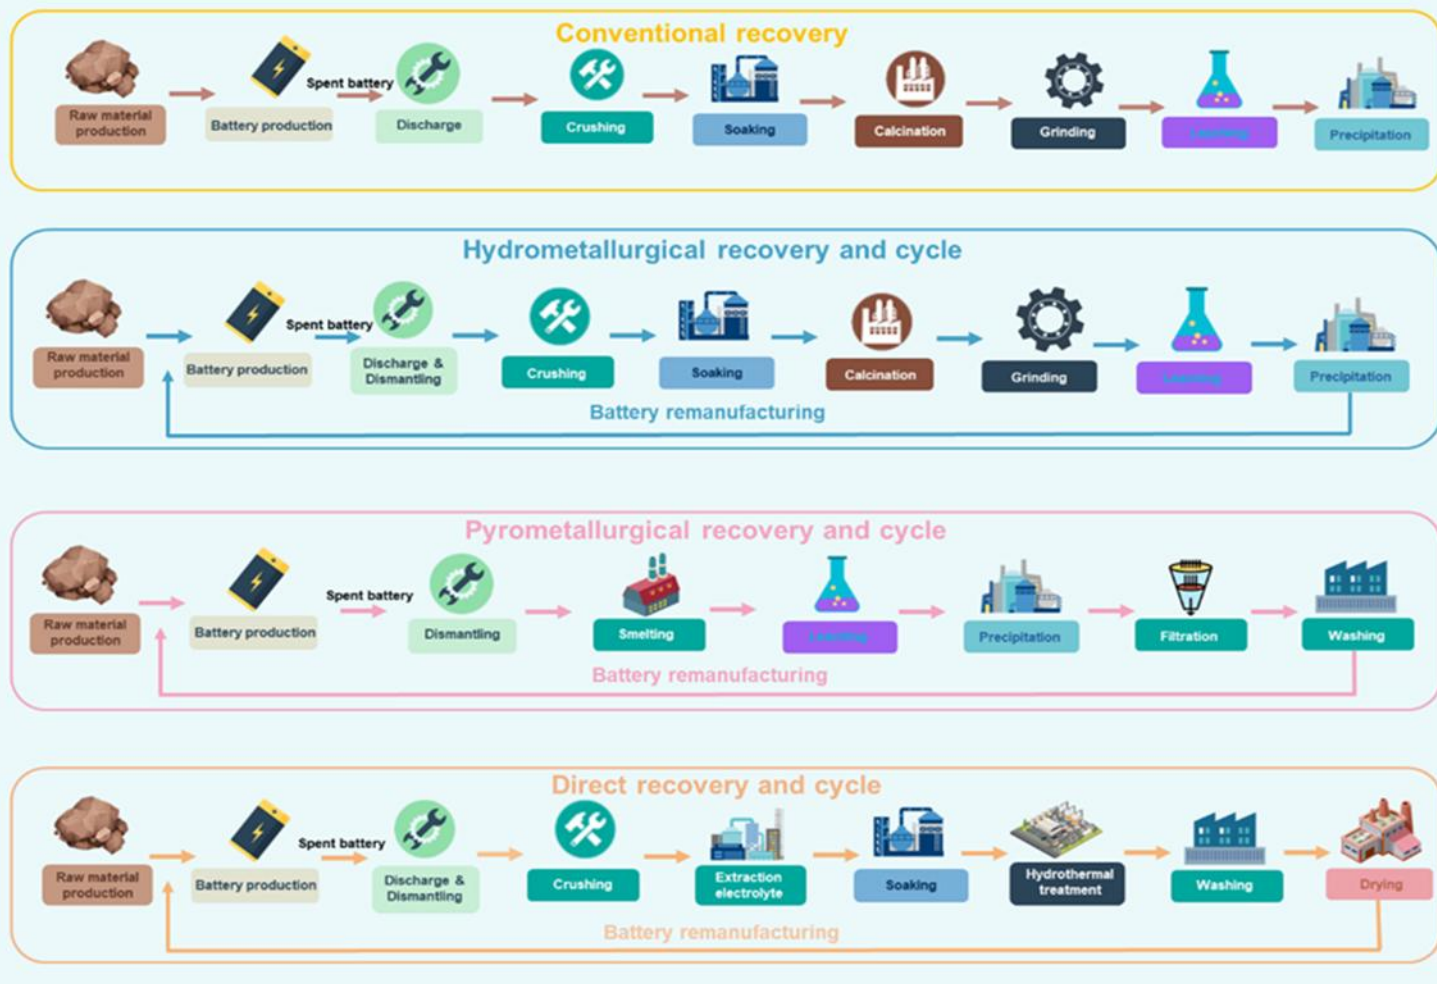 Conventional recovery
Raw material
production
Battery production
Spent battery
Discharge
Crushing
Soaking
Calcination
Grinding
Precipitation
Hydrometallurgical recovery and cycle
Raw material
production
Battery production
Spent battery
Discharge &
Dismantling
Crushing
Soaking
Calcination
Grinding
Precipitation
Battery remanufacturing
Pyrometallurgical recovery and cycle
Raw material
production
Battery production
Spent battery
Dismantling
Smelting
Precipitation
Filtration
Washing
Battery remanufacturing
Direct recovery and cycle
Raw material
production
Battery production
Spent battery
Discharge &
Dismantling
Crushing
Extraction
electrolyte
Soaking
Hydrothermal
treatment
Washing
Drying
Battery remanufacturing